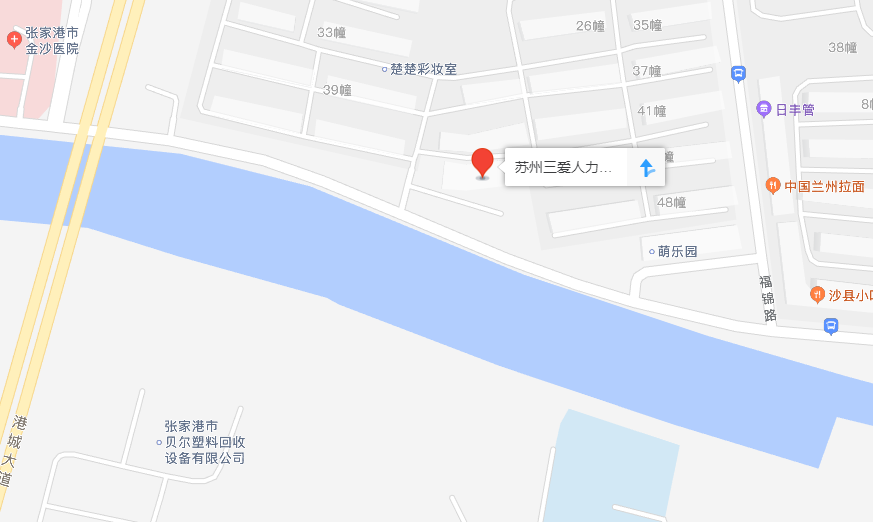 张家港市
金沙医院
33幢
26幢
35幢
38幢
楚楚彩妆室
37幢
39幢
41幢
日丰管
苏州三爱人力...
幢
中国兰州拉面
48幢
萌乐园
福锦路
沙县小
港城大道
张家港市
贝尔塑料回收
设备有限公司